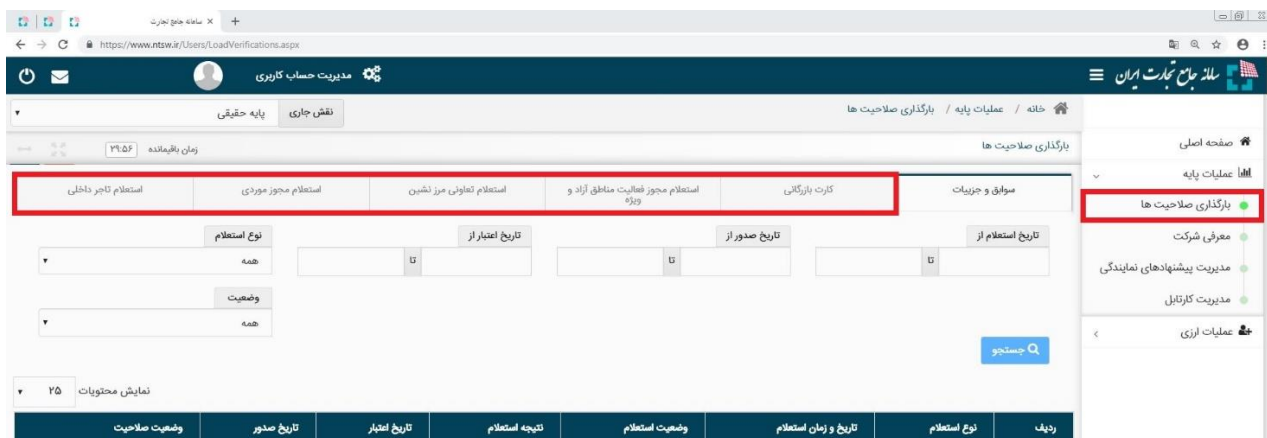 سامانه جامع تجارت
https://www.ntsw.ir/Users/LoadVerifications.aspx
سامانه جامع تجارت ایران
مدیریت حساب کاربری
خانه / عملیات پایه / بارگذاری صلاحیت ها
نقش جاری
پایه حقیقی
صفحه اصلی
عملیات پایه
بارگذاری صلاحیت ها
معرفی شرکت
مدیریت پیشنهادهای نمایندگی
مدیریت کارتابل
عملیات ارزی
بارگذاری صلاحیت ها
زمان باقیمانده ۲۹:۵۶
سوابق و جزییات
کارت بازرگانی
استعلام مجوز فعالیت مناطق آزاد و
ویژه
استعلام تعاونی مرز نشین
استعلام مجوز موردی
استعلام تاجر داخلی
تاریخ استعلام از
تا
تاریخ صدور از
تا
تاریخ اعتبار از
تا
نوع استعلام
همه
وضعیت
همه
جستجو
نمایش محتویات ۲۵
ردیف نوع استعلام تاریخ و زمان استعلام وضعیت استعلام نتیجه استعلام تاریخ اعتبار تاریخ صدور وضعیت صلاحیت